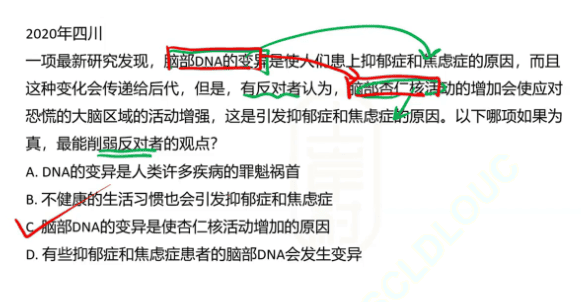 2020年四川
一项最新研究发现，脑部DNA的变异是使人们患上抑郁症和焦虑症的原因，而且
这种变化会传递给后代，但是，有反对者认为，脑部杏仁核活动的增加会使应对
恐慌的大脑区域的活动增强，这是引发抑郁症和焦虑症的原因。以下哪项如果为
真，最能削弱反对者的观点？
A. DNA的变异是人类许多疾病的罪魁祸首
B. 不健康的生活习惯也会引发抑郁症和焦虑症
C. 脑部DNA的变异是使杏仁核活动增加的原因
D. 有些抑郁症和焦虑症患者的脑部DNA会发生变异